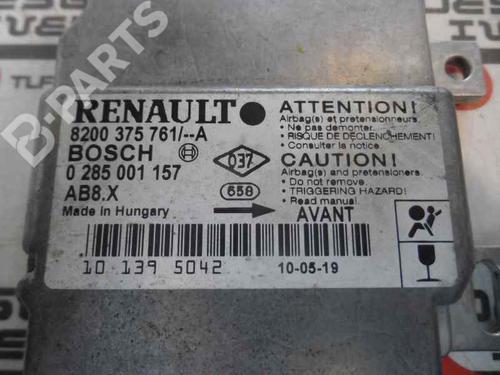 B-PARTS
RENAULT
8200 375 761/--A
BOSCH
0 285 001 157
AB8.X
Made in Hungary
037
658
AVANT
ATTENTION!
Airbag(s) et pretensionneurs.
• Ne pas demonter.
• RISQUE DE DECLENCHEMENT!
Consulter la notice.
CAUTION!
Airbag(s) and pretensioners.
• Do not remove.
• TRIGGERING HAZARD!
• Read manual.
10 139 5042
10-05-19